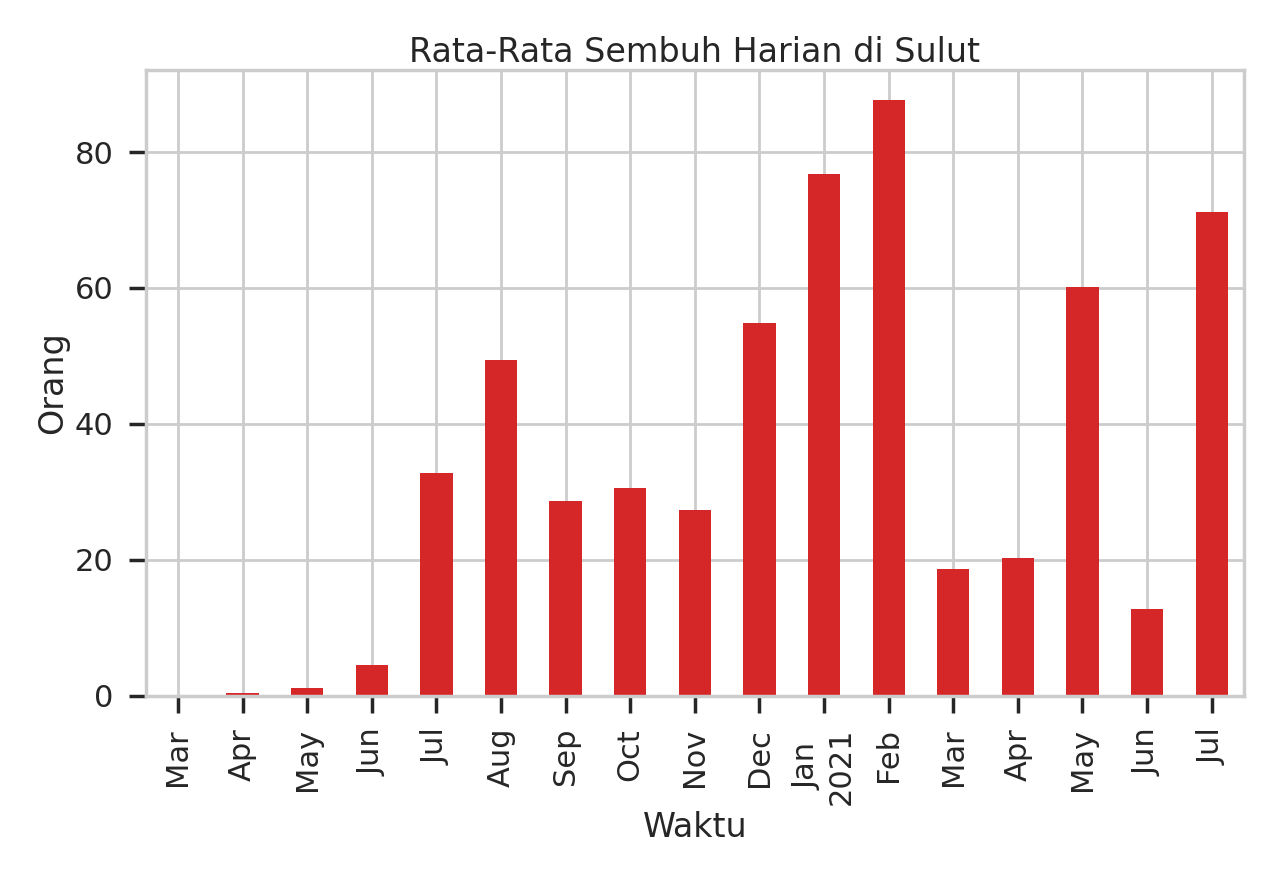 Rata-Rata Sembuh Harian di Sulut
Orang
80
60
40
20
0
Mar
Apr
May
Jun
Jul
Aug
Sep
Oct
Nov
Dec
Jan
2021
Feb
Mar
Apr
May
Jun
Jul
Waktu